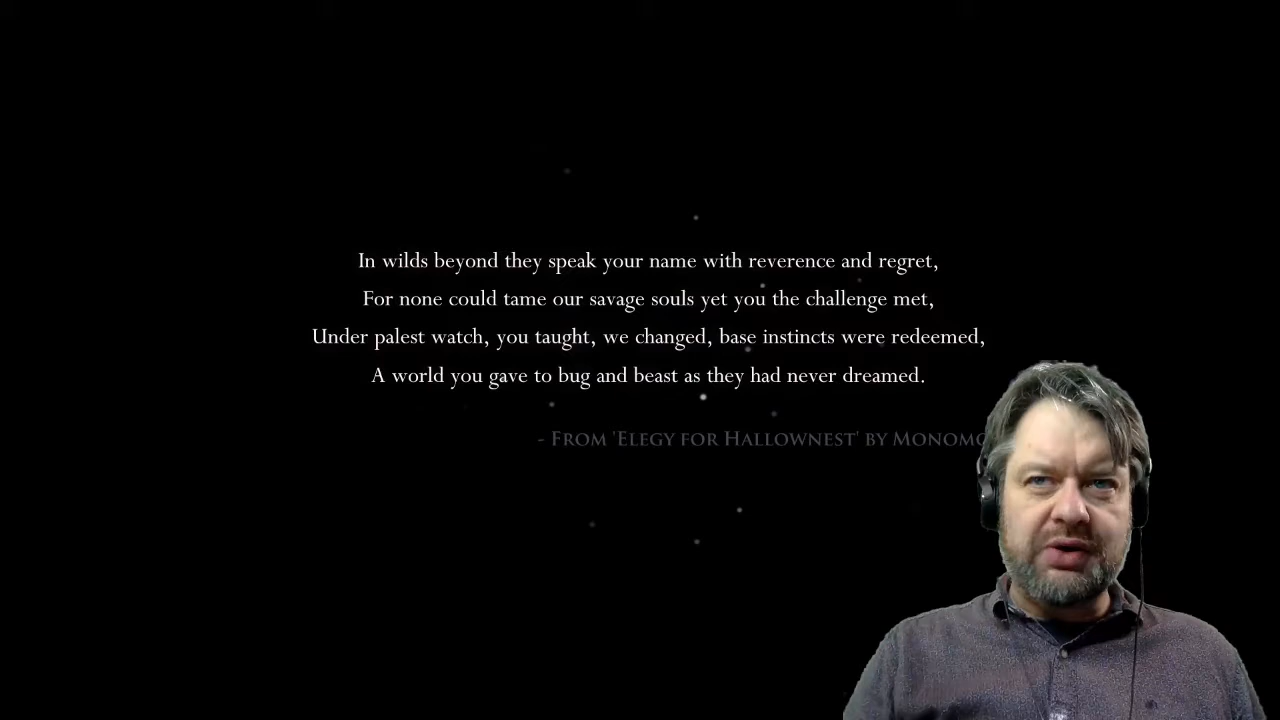 In wilds beyond they speak your name with reverence and regret,
For none could tame our savage souls yet you the challenge met,
Under palest watch, you taught, we changed, base instincts were redeemed,
A world you gave to bug and beast as they had never dreamed.
- From 'Elegy for Hallownest' by